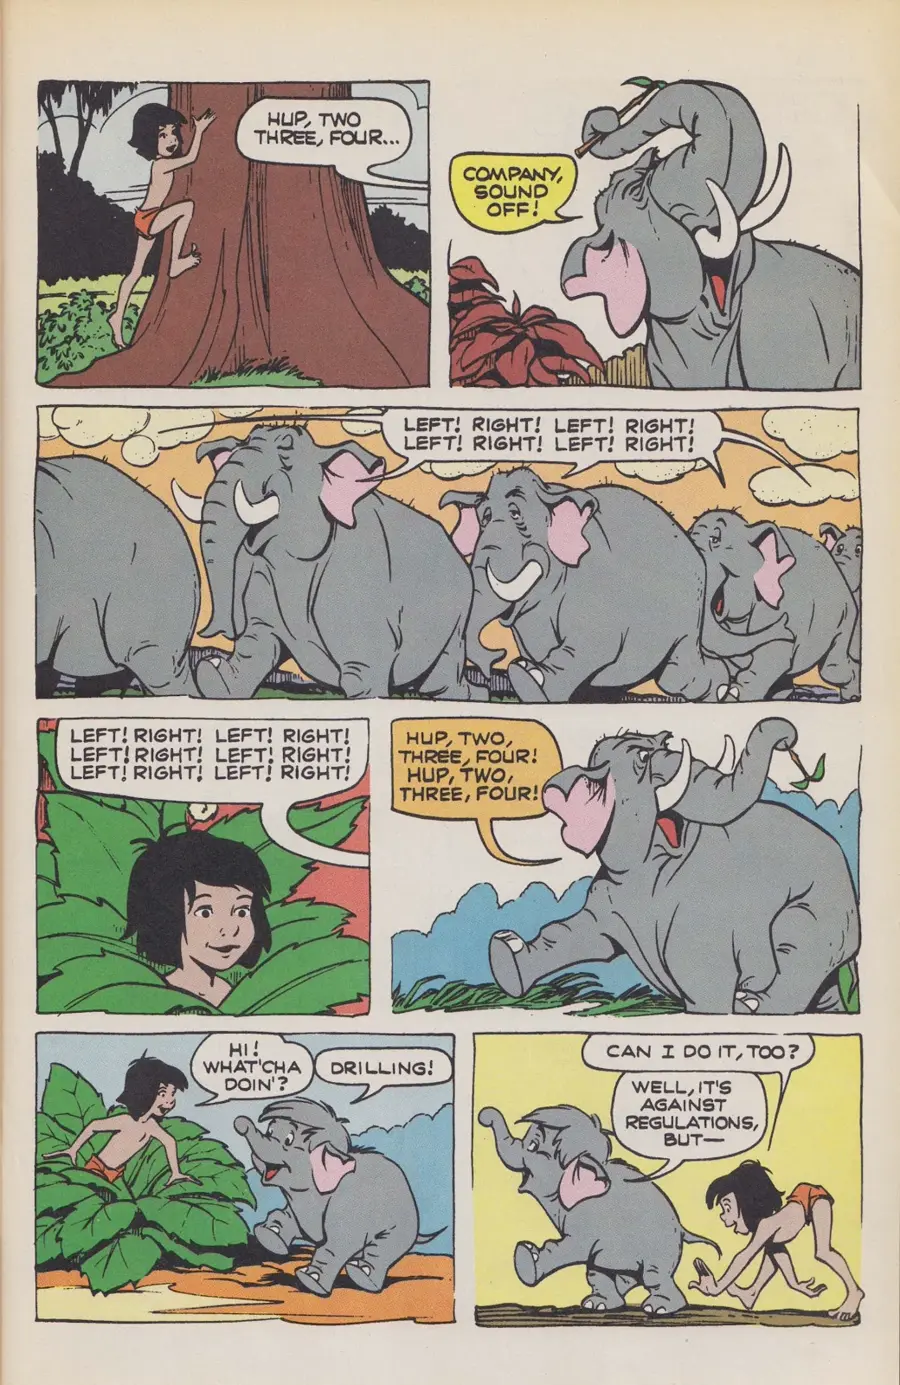 HUP, TWO
THREE, FOUR...
COMPANY,
SOUND
OFF!
LEFT! RIGHT! LEFT! RIGHT!
LEFT! RIGHT! LEFT! RIGHT!
LEFT! RIGHT! LEFT! RIGHT!
LEFT! RIGHT! LEFT! RIGHT!
LEFT! RIGHT! LEFT! RIGHT!
HUP, TWO,
THREE, FOUR!
HUP, TWO,
THREE, FOUR!
HI!
WHAT'CHA
DOIN'?
DRILLING!
CAN I DO IT, TOO?
WELL, IT'S
AGAINST
REGULATIONS,
BUT—